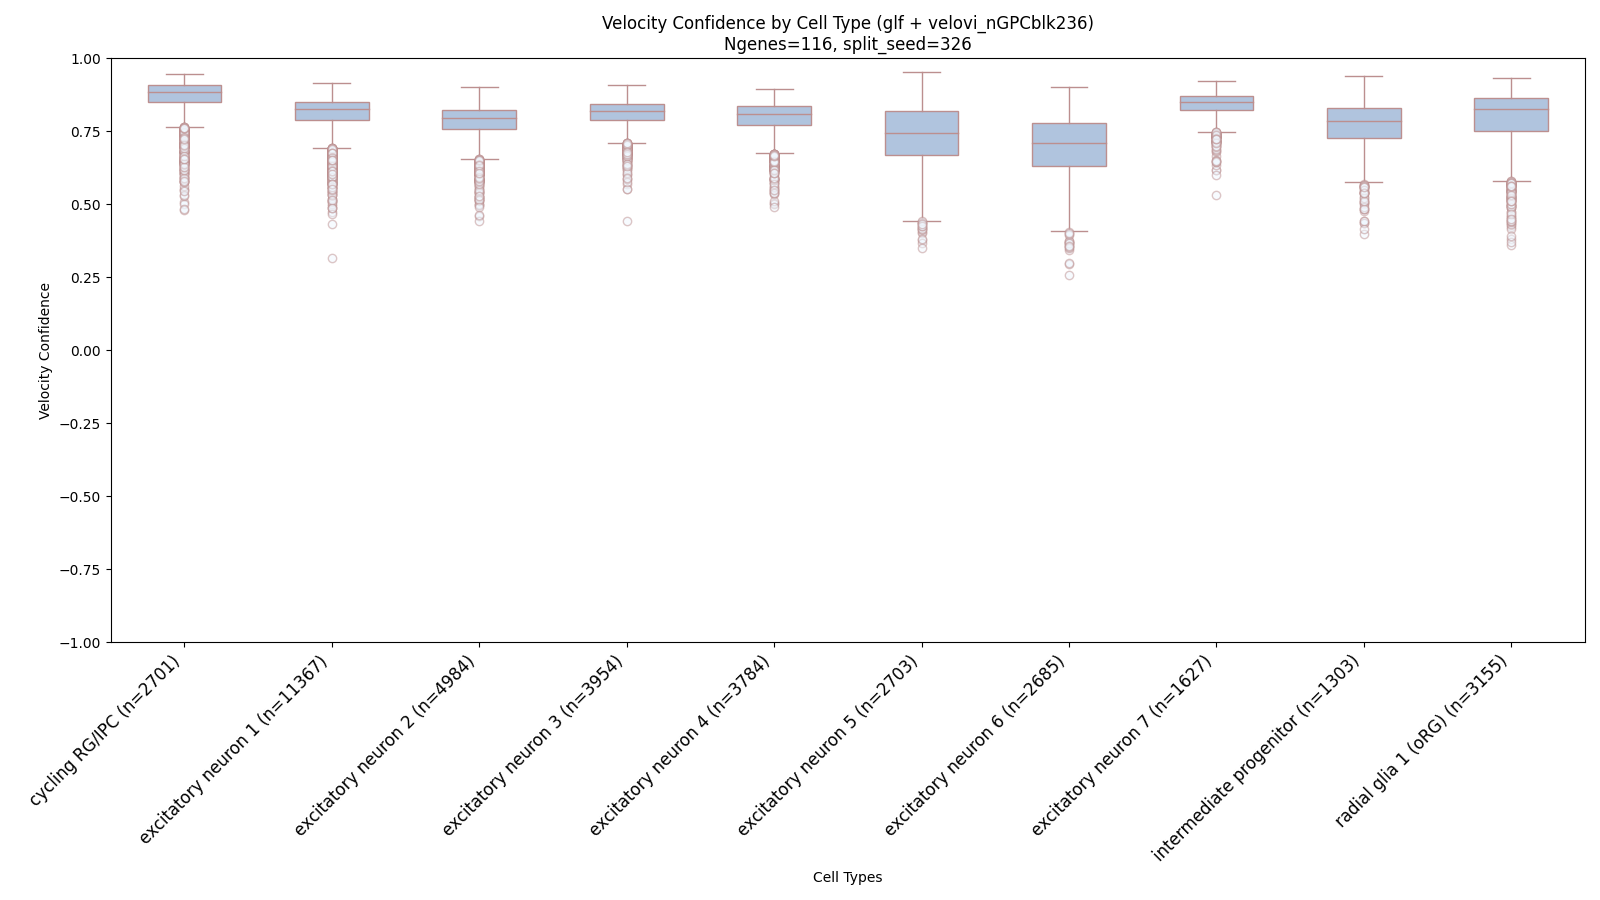 Velocity Confidence by Cell Type (glf + velovi_nGPCblk236)
Ngenes=116, split_seed=326
Velocity Confidence
1.00
0.75
0.50
0.25
0.00
−0.25
−0.50
−0.75
−1.00
cycling RG/IPC (n=2701)
excitatory neuron 1 (n=11367)
excitatory neuron 2 (n=4984)
excitatory neuron 3 (n=3954)
excitatory neuron 4 (n=3784)
excitatory neuron 5 (n=2703)
excitatory neuron 6 (n=2685)
excitatory neuron 7 (n=1627)
intermediate progenitor (n=1303)
radial glia 1 (oRG) (n=3155)
Cell Types